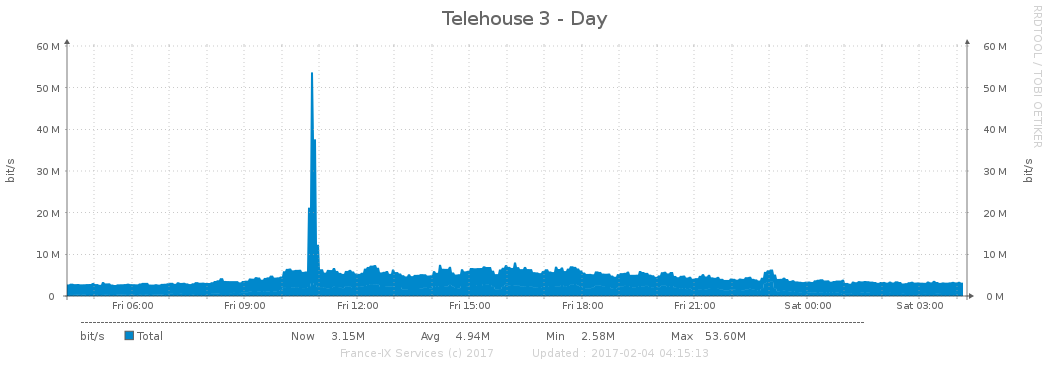 Telehouse 3 - Day
RRDTOOL / TOBI OETIKER
bit/s
60 M
50 M
40 M
30 M
20 M
10 M
0
60 M
50 M
40 M
30 M
20 M
10 M
0 M
bit/s
Fri 06:00 Fri 09:00 Fri 12:00 Fri 15:00 Fri 18:00 Fri 21:00 Sat 00:00 Sat 03:00
bit/s Total Now 3.15M Avg 4.94M Min 2.58M Max 53.60M
France-IX Services (c) 2017 Updated : 2017-02-04 04:15:13